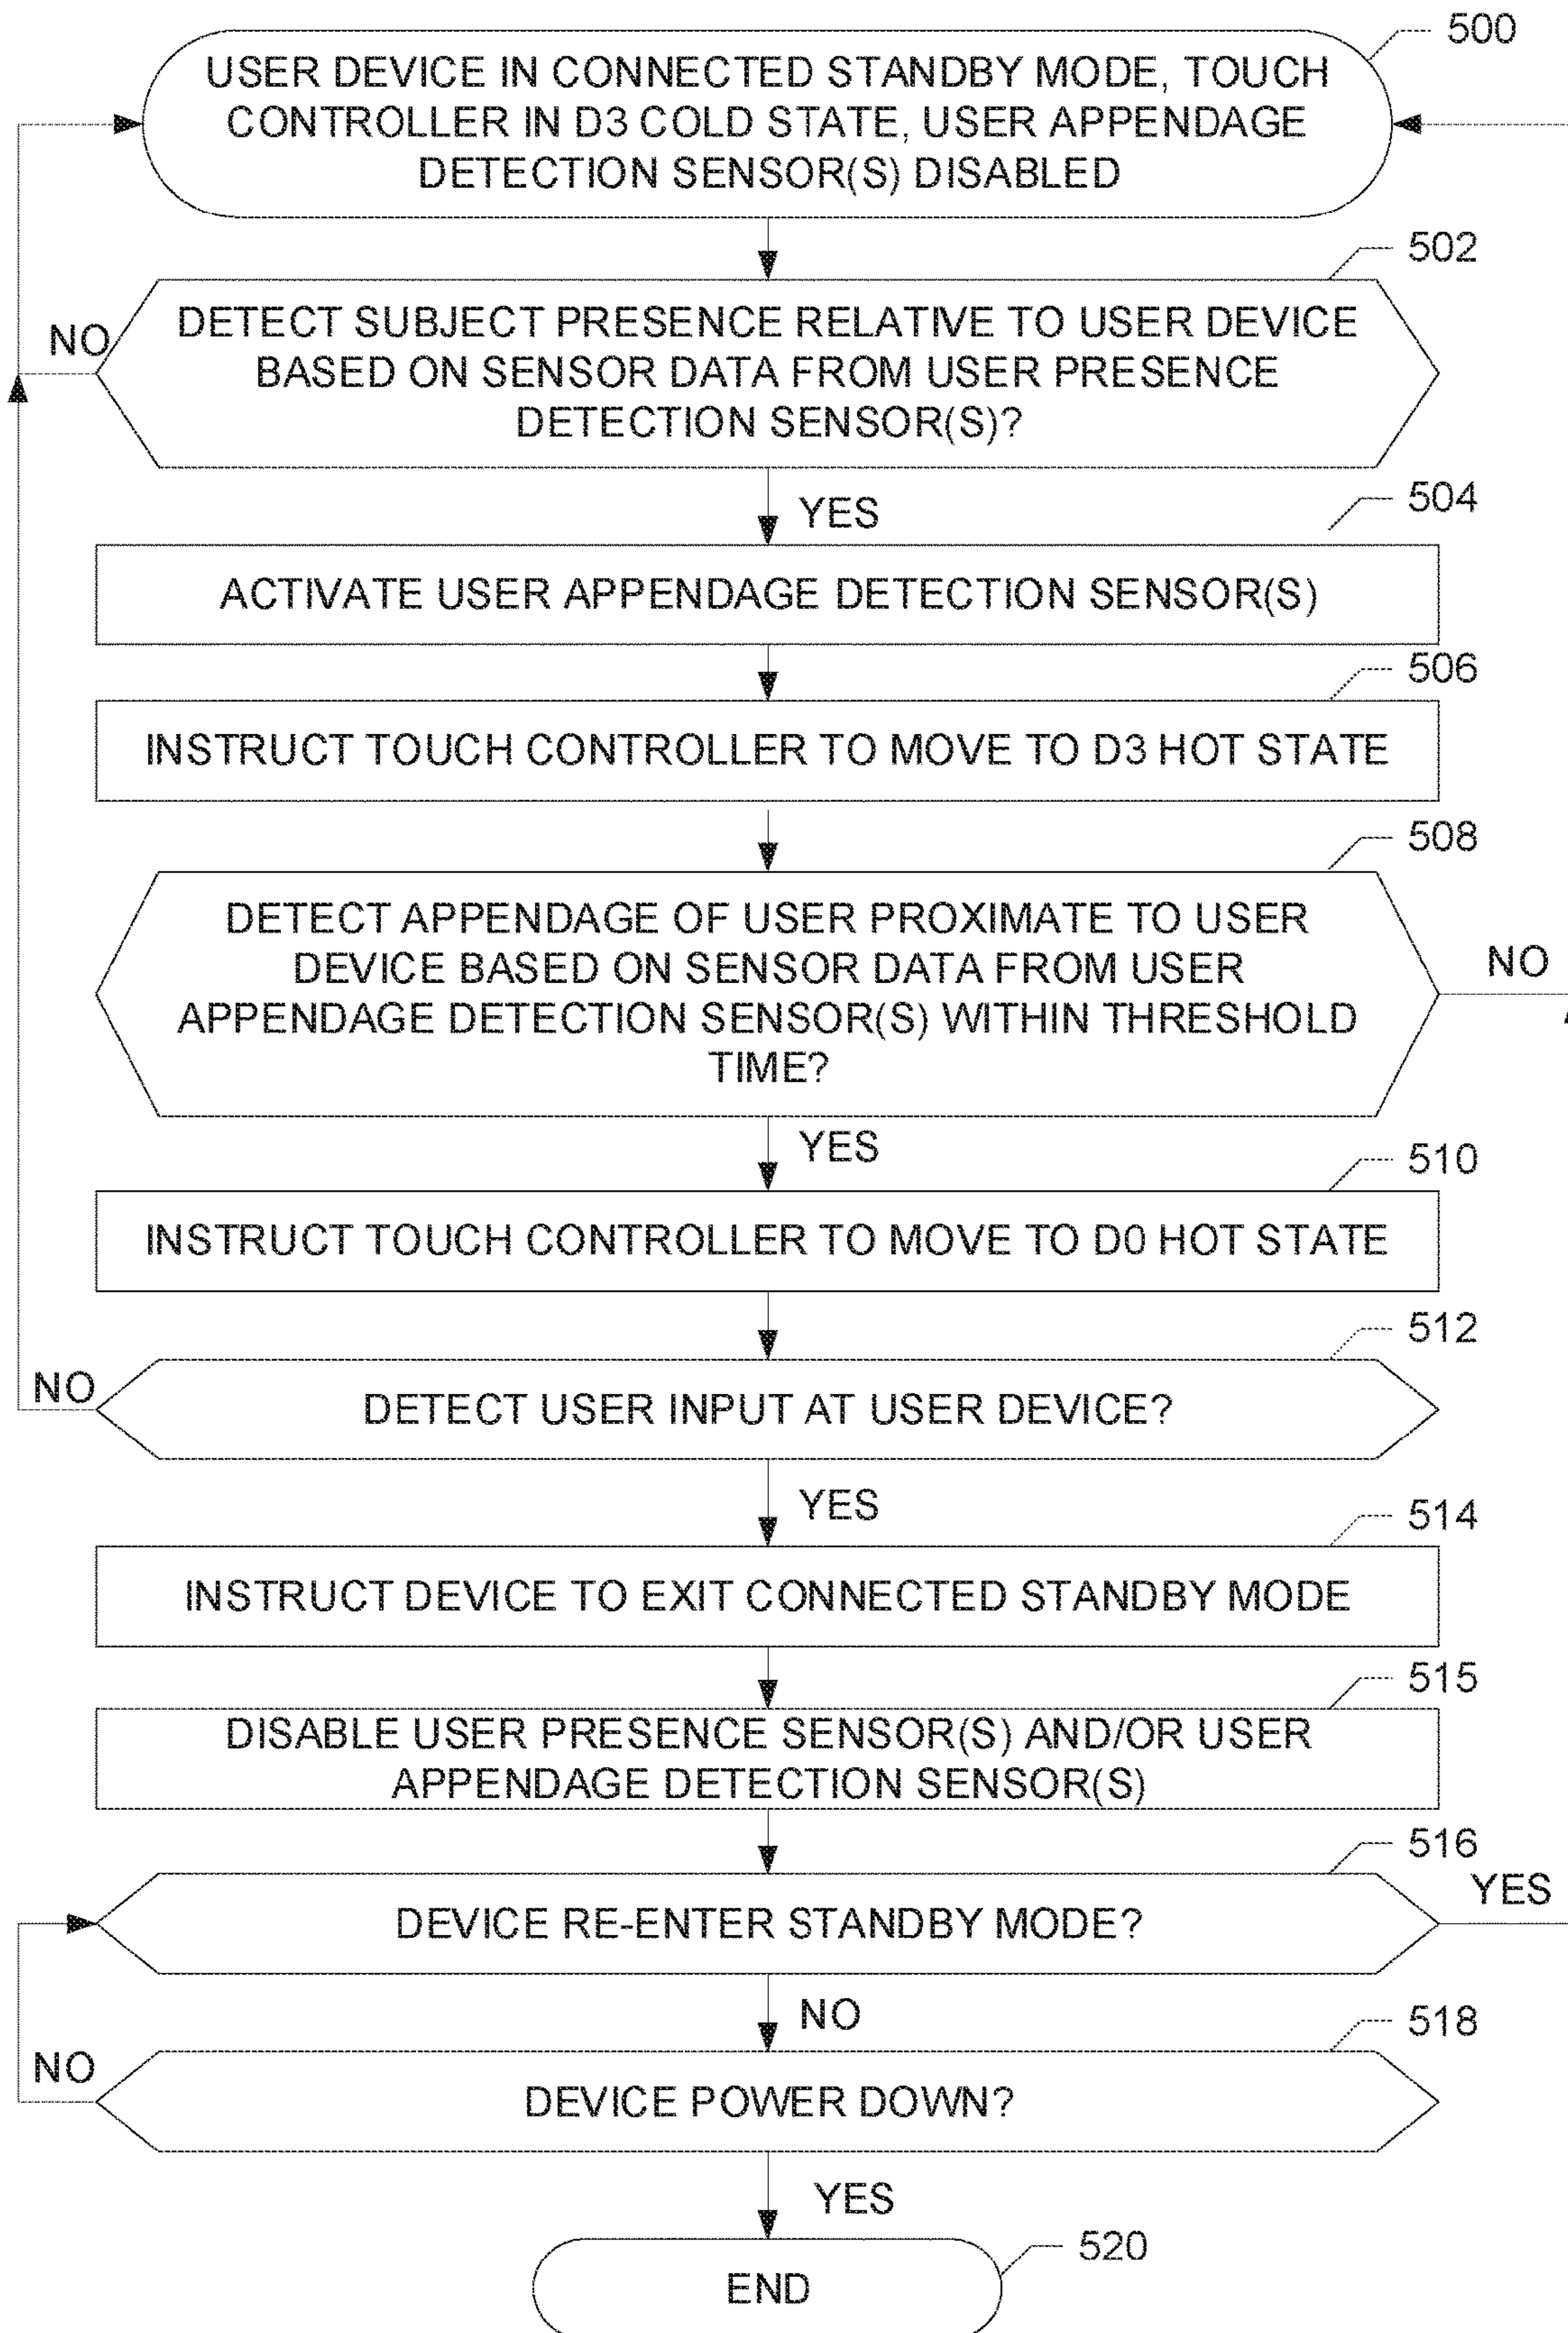 500
USER DEVICE IN CONNECTED STANDBY MODE, TOUCH
CONTROLLER IN D3 COLD STATE, USER APPENDAGE
DETECTION SENSOR(S) DISABLED
502
NO
DETECT SUBJECT PRESENCE RELATIVE TO USER DEVICE
BASED ON SENSOR DATA FROM USER PRESENCE
DETECTION SENSOR(S)?
YES
504
ACTIVATE USER APPENDAGE DETECTION SENSOR(S)
506
INSTRUCT TOUCH CONTROLLER TO MOVE TO D3 HOT STATE
508
DETECT APPENDAGE OF USER PROXIMATE TO USER
DEVICE BASED ON SENSOR DATA FROM USER
APPENDAGE DETECTION SENSOR(S) WITHIN THRESHOLD
TIME?
NO
YES
510
INSTRUCT TOUCH CONTROLLER TO MOVE TO D0 HOT STATE
512
NO
DETECT USER INPUT AT USER DEVICE?
YES
514
INSTRUCT DEVICE TO EXIT CONNECTED STANDBY MODE
515
DISABLE USER PRESENCE SENSOR(S) AND/OR USER
APPENDAGE DETECTION SENSOR(S)
516
DEVICE RE-ENTER STANDBY MODE?
YES
NO
518
NO
DEVICE POWER DOWN?
YES
520
END